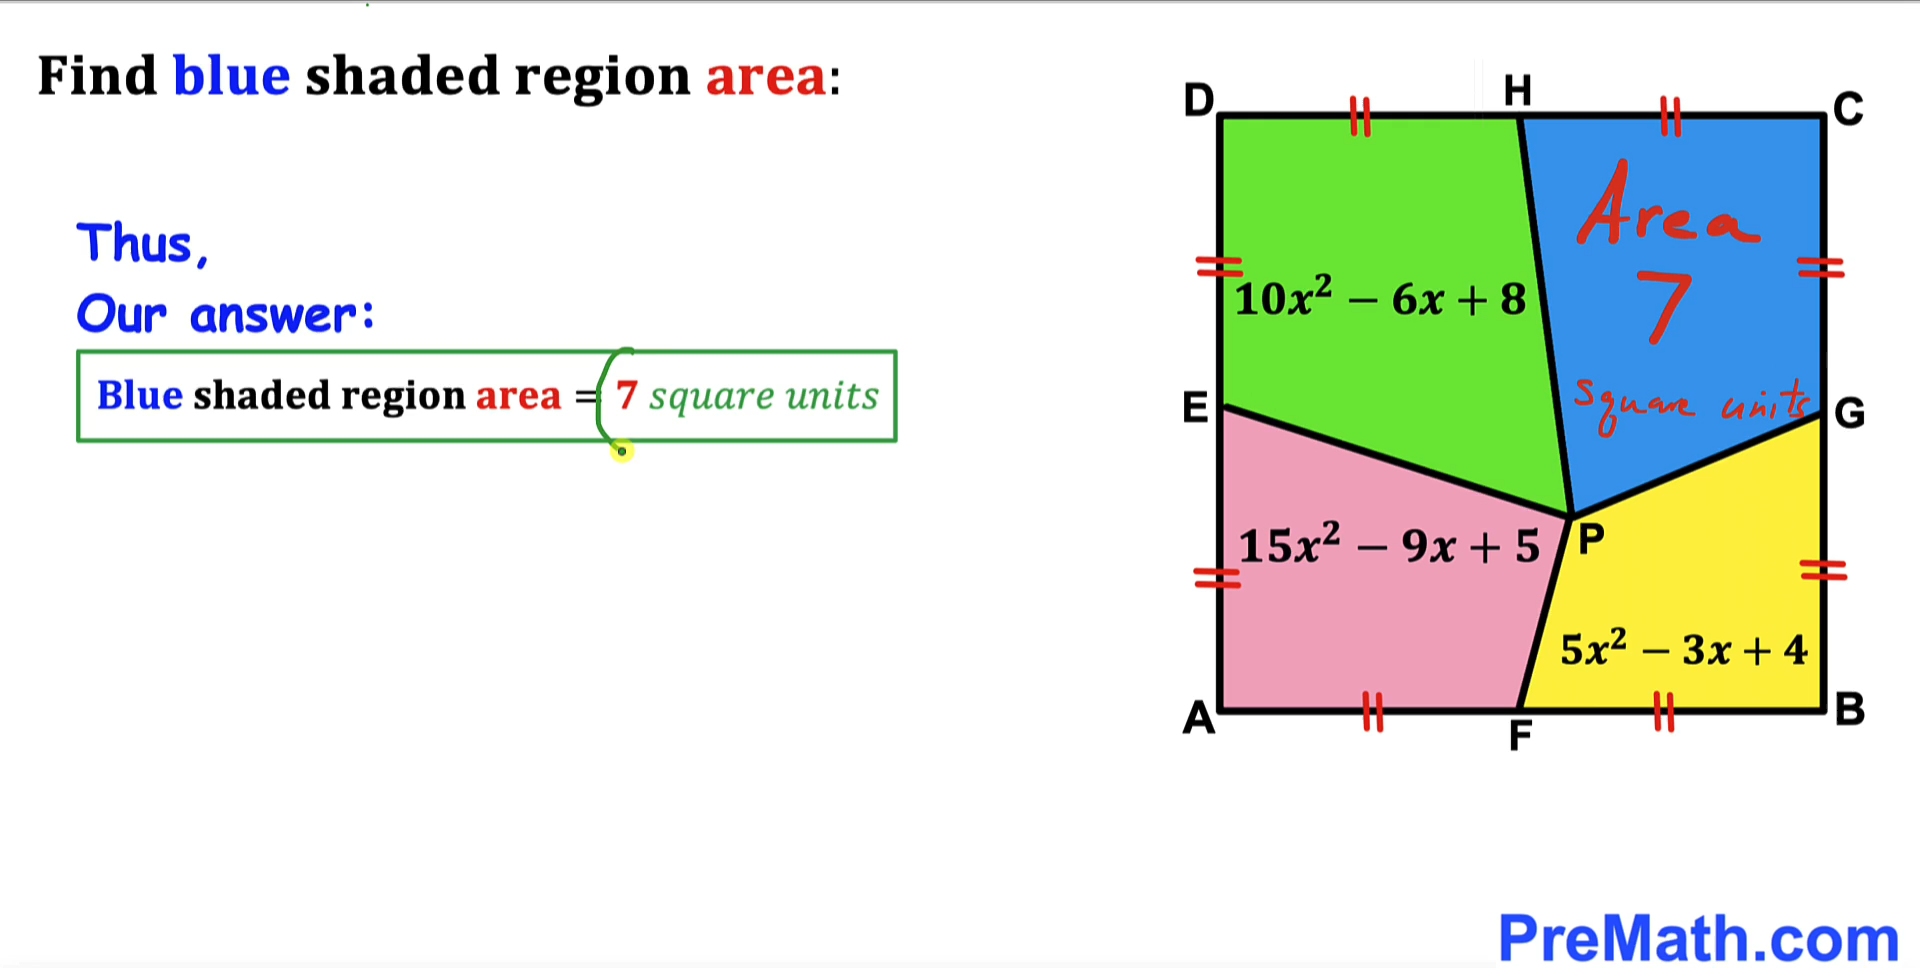 Find blue shaded region area:
Thus,
Our answer:
Blue shaded region area = 7 square units
D
H
C
Area
7
square units
10x² − 6x + 8
E
G
15x² − 9x + 5
P
5x² − 3x + 4
A
F
B
PreMath.com